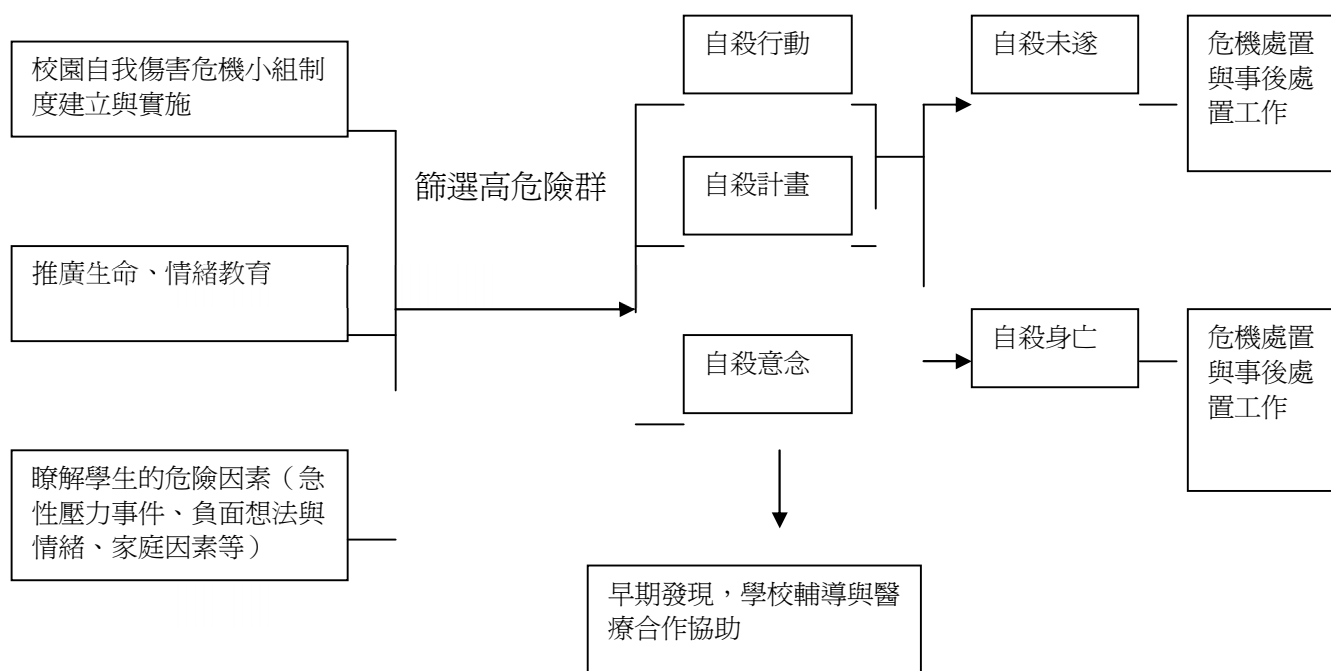 校園自我傷害危機小組制
度建立與實施
推廣生命、情緒教育
瞭解學生的危險因素（急
性壓力事件、負面想法與
情緒、家庭因素等）
篩選高危險群
自殺行動
自殺計畫
自殺意念
早期發現，學校輔導與醫
療合作協助
自殺未遂
危機處置
與事後處
置工作
自殺身亡
危機處置
與事後處
置工作